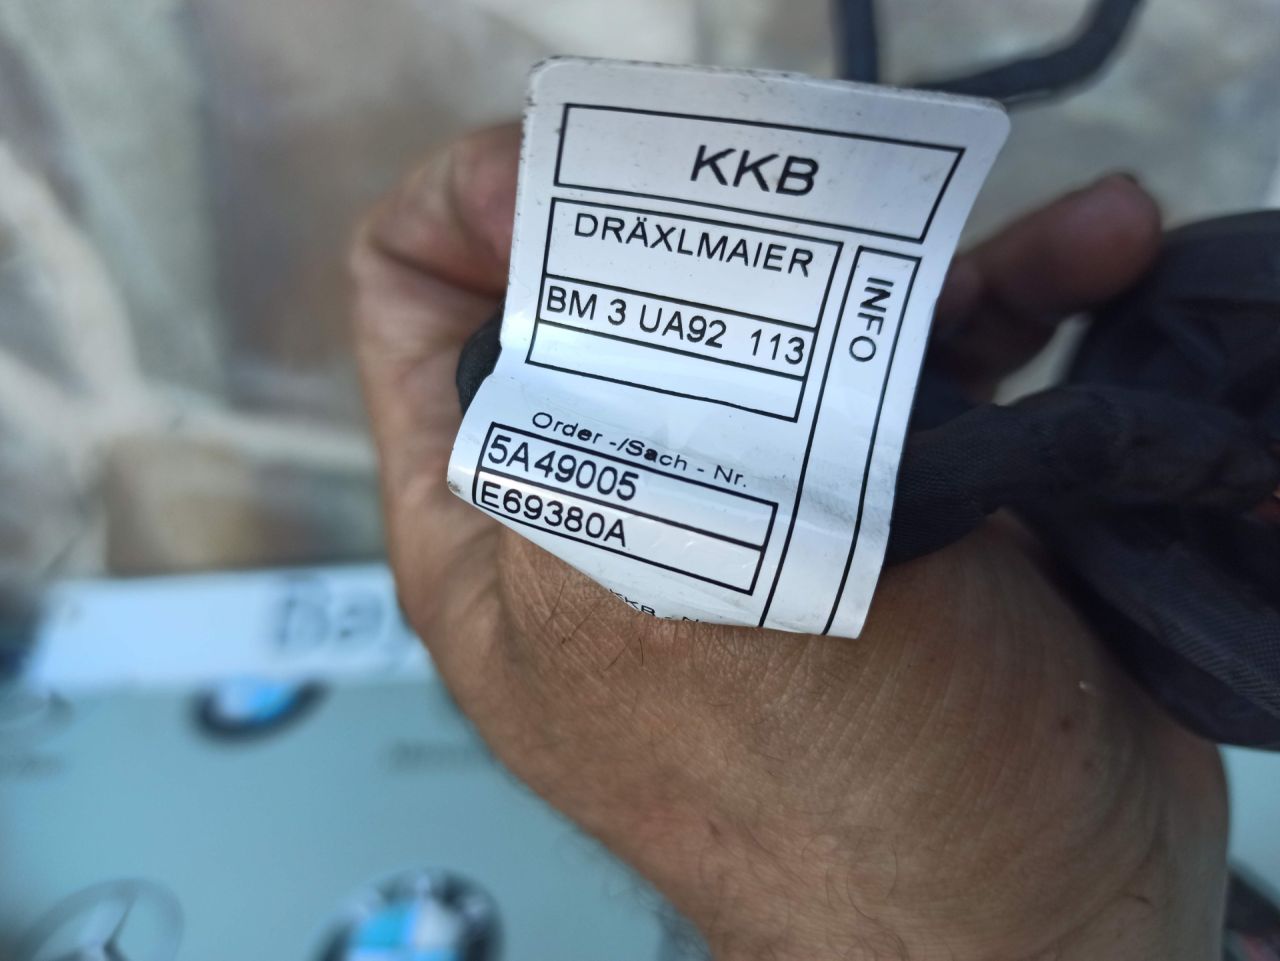 KKB
DRÄXLMAIER
BM 3 UA92 113
INFO
Order -/Sach - Nr.
5A49005
E69380A